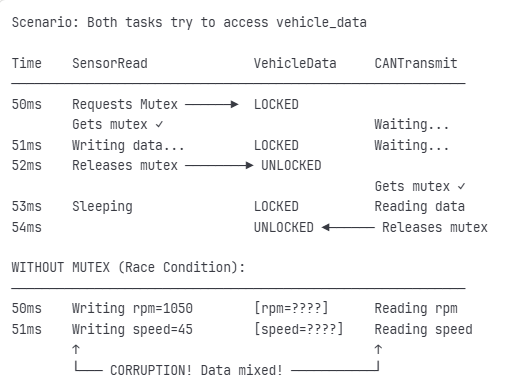 Scenario: Both tasks try to access vehicle_data
Time SensorRead VehicleData CANTransmit
50ms Requests Mutex ──────► LOCKED
Gets mutex ✓ Waiting...
51ms Writing data... LOCKED Waiting...
52ms Releases mutex ────────► UNLOCKED
Gets mutex ✓
53ms Sleeping LOCKED Reading data
54ms UNLOCKED ◄────── Releases mutex
WITHOUT MUTEX (Race Condition):
50ms Writing rpm=1050 [rpm=????] Reading rpm
51ms Writing speed=45 [speed=????] Reading speed
↑ ↑
└── CORRUPTION! Data mixed! ──────────┘